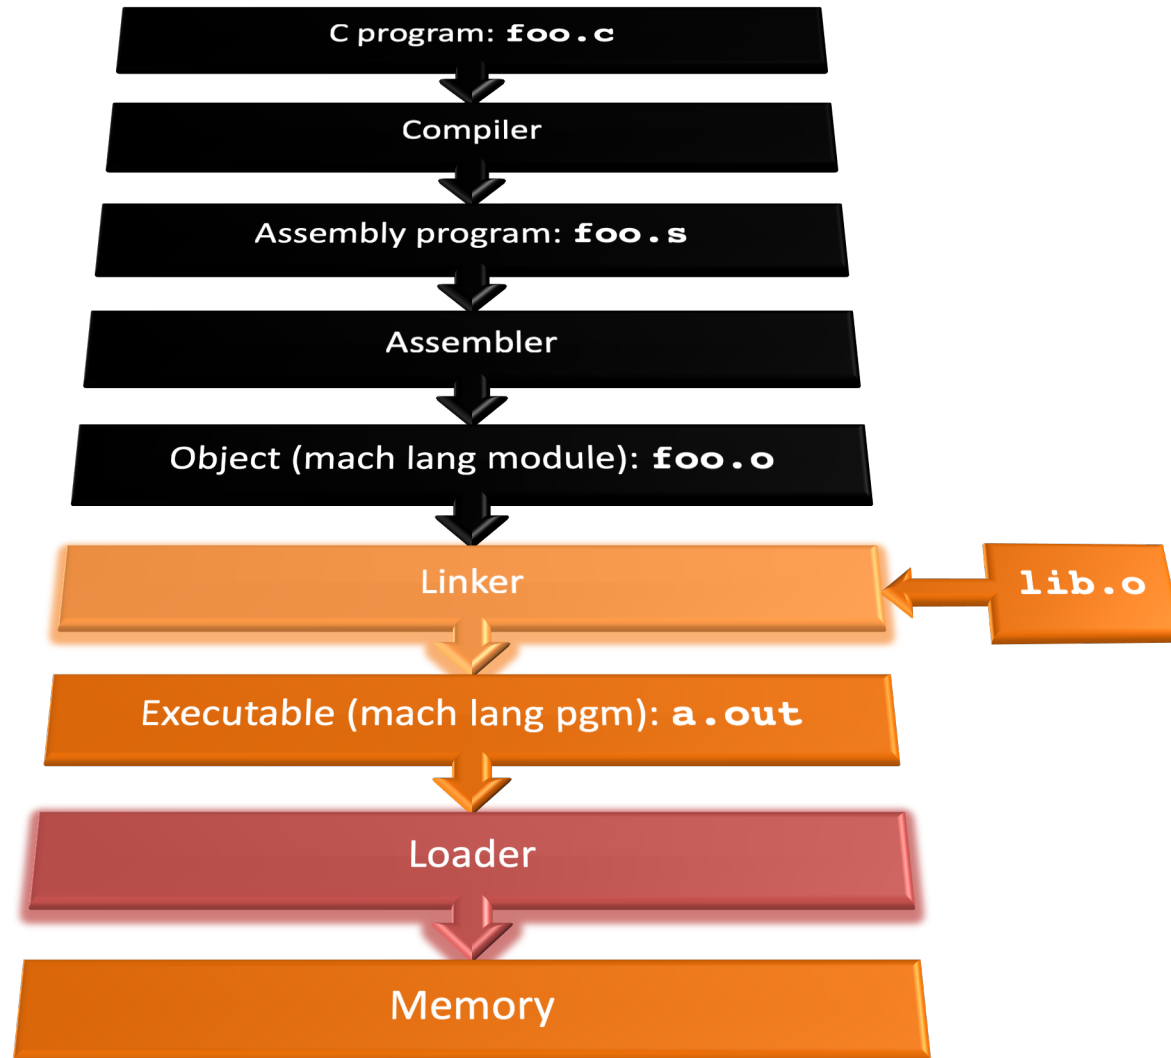 C program: foo.c
Compiler
Assembly program: foo.s
Assembler
Object (mach lang module): foo.o
Linker
lib.o
Executable (mach lang pgm): a.out
Loader
Memory